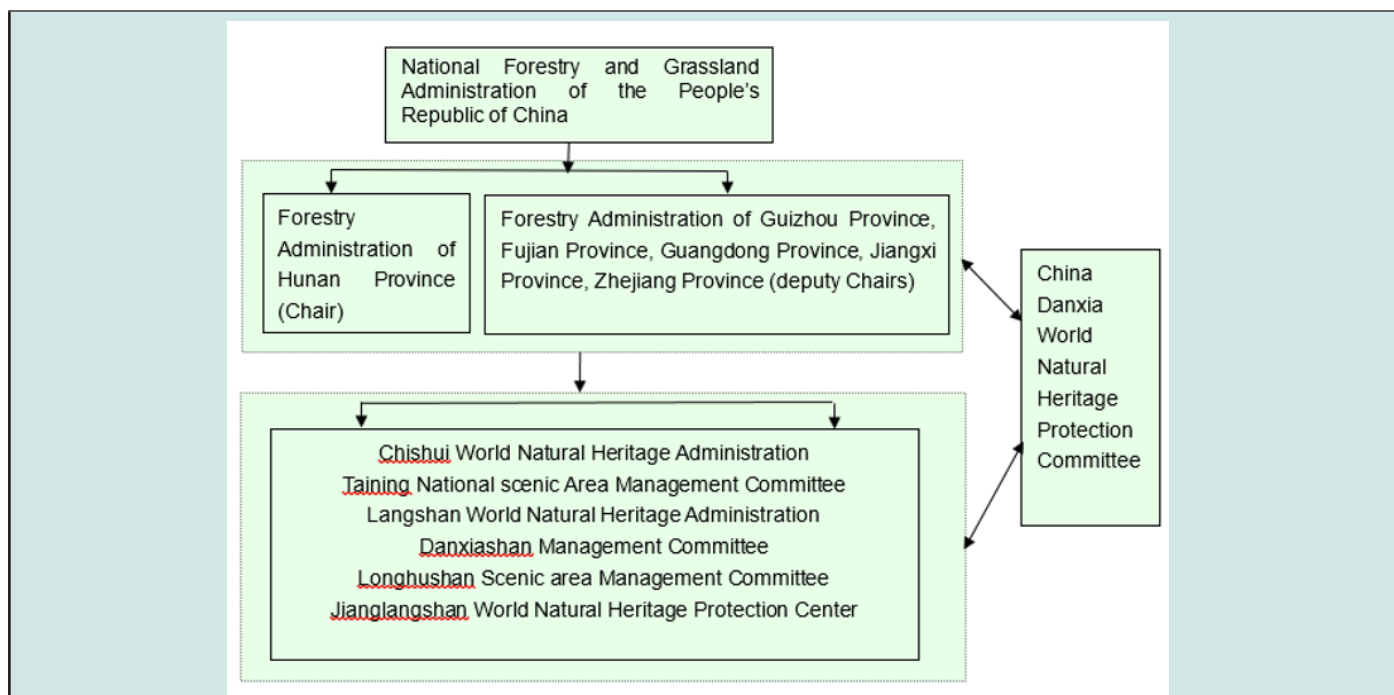 National Forestry and Grassland
Administration of the People's
Republic of China
Forestry
Administration of
Hunan Province
(Chair)
Forestry Administration of Guizhou Province,
Fujian Province, Guangdong Province, Jiangxi
Province, Zhejiang Province (deputy Chairs)
China
Danxia
World
Natural
Heritage
Protection
Committee
Chishui World Natural Heritage Administration
Taining National scenic Area Management Committee
Langshan World Natural Heritage Administration
Danxiashan Management Committee
Longhushan Scenic area Management Committee
Jianglangshan World Natural Heritage Protection Center